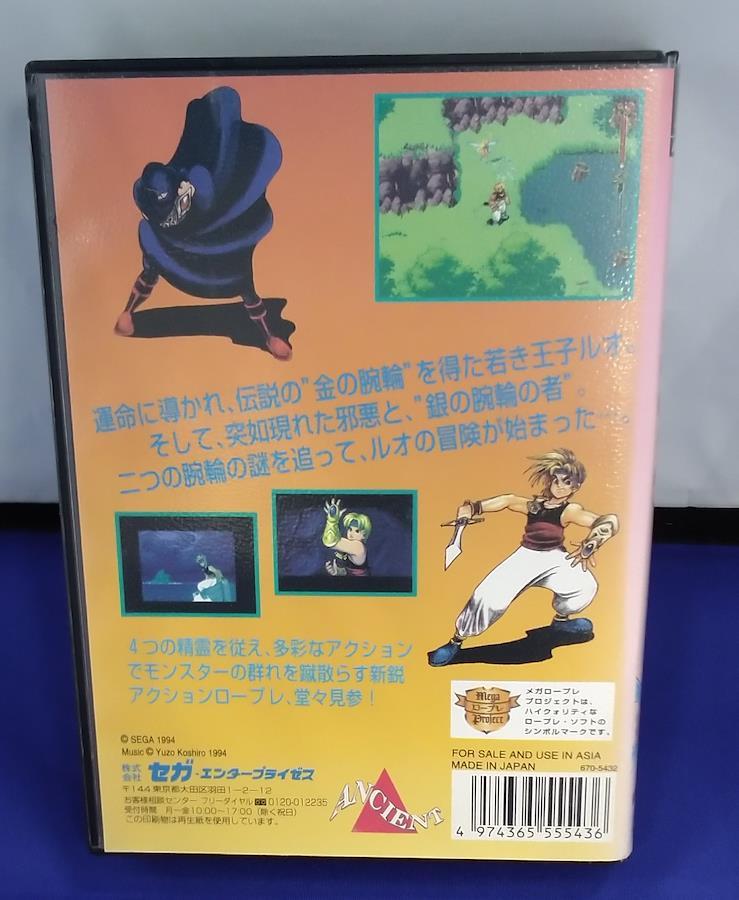 運命に導かれ、伝説の"金の腕輪"を得た若き王子ルオ。
そして、突如現れた邪悪と、"銀の腕輪の者"。
二つの腕輪の謎を追って、ルオの冒険が始まった…。
4つの精霊を従え、多彩なアクション
でモンスターの群れを蹴散らす新鋭
アクションロープレ、堂々見参！
Mega
ロープレ
Project
メガロープレ
プロジェクトは、
ハイクォリティな
ロープレ・ソフトの
シンボルマークです。
© SEGA 1994
Music © Yuzo Koshiro 1994
株式会社 セガ・エンタープライゼス
〒144 東京都大田区羽田1-2-12
お客様相談センター フリーダイヤル 0120-012235
受付時間 月〜金10:00〜17:00（除く祝日）
この印刷物は再生紙を使用しています。
ANCIENT
FOR SALE AND USE IN ASIA
MADE IN JAPAN
670-5432
4 974365 555436